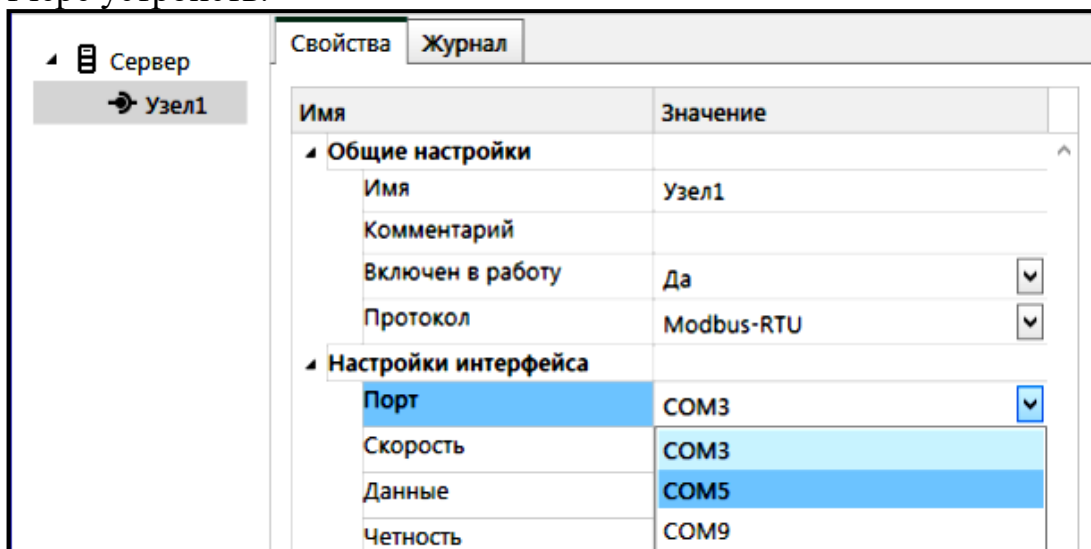 Сервер
Узел1
Свойства Журнал
Имя Значение
Общие настройки
Имя Узел1
Комментарий
Включен в работу Да
Протокол Modbus-RTU
Настройки интерфейса
Порт COM3
Скорость COM3
Данные COM5
Четность COM9